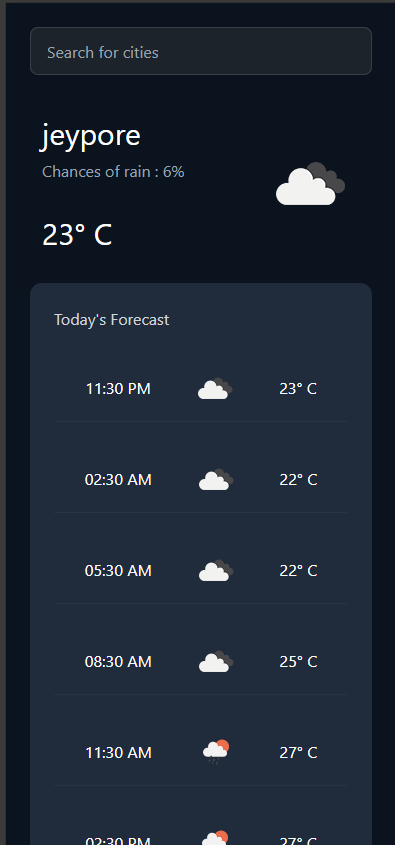 Search for cities
jeypore
Chances of rain : 6%
23° C
Today's Forecast
11:30 PM 23° C
02:30 AM 22° C
05:30 AM 22° C
08:30 AM 25° C
11:30 AM 27° C
02:30 PM 27° C